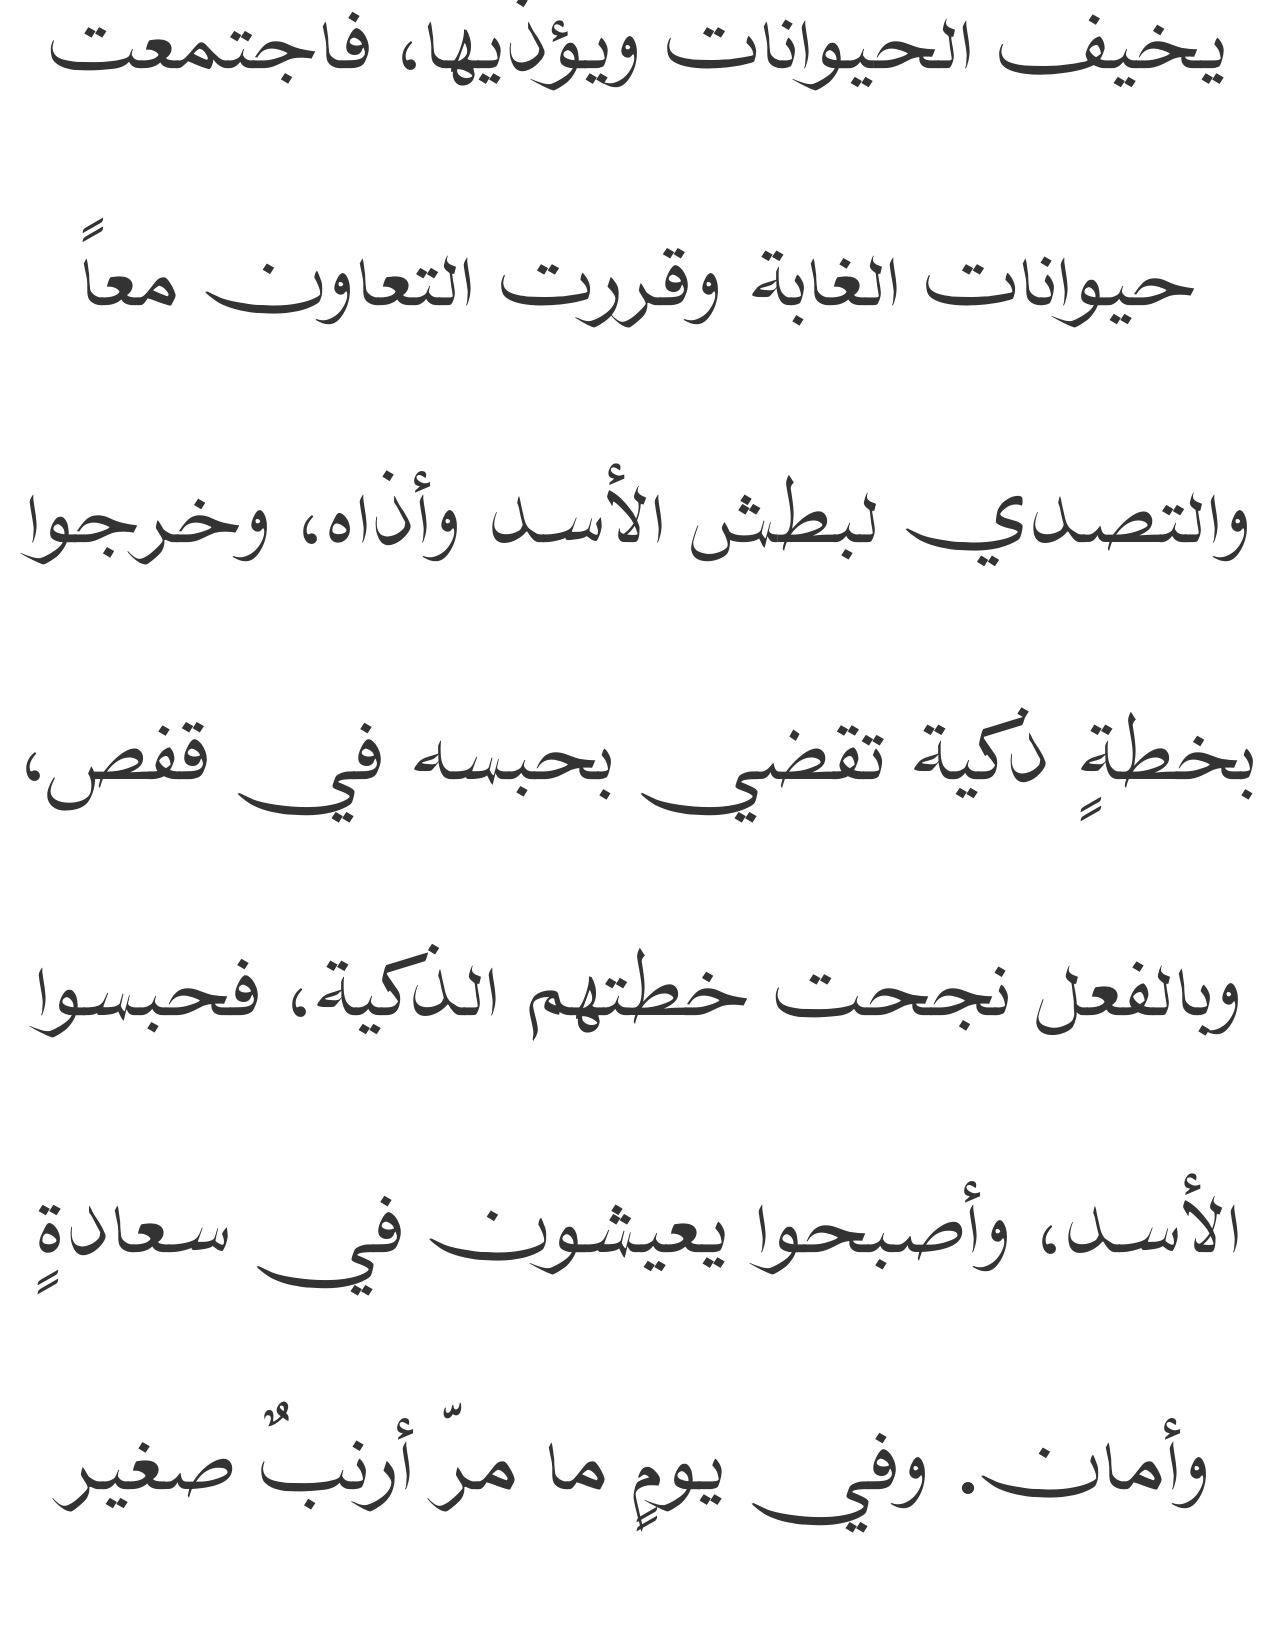 يخيف الحيوانات ويؤذيها، فاجتمعت
حيوانات الغابة وقررت التعاون معاً
والتصدي لبطش الأسد وأذاه، وخرجوا
بخطةٍ ذكية تقضي بحبسه في قفص،
وبالفعل نجحت خطتهم الذكية، فحبسوا
الأسد، وأصبحوا يعيشون في سعادةٍ
وأمان. وفي يومٍ ما مرّ أرنبٌ صغير